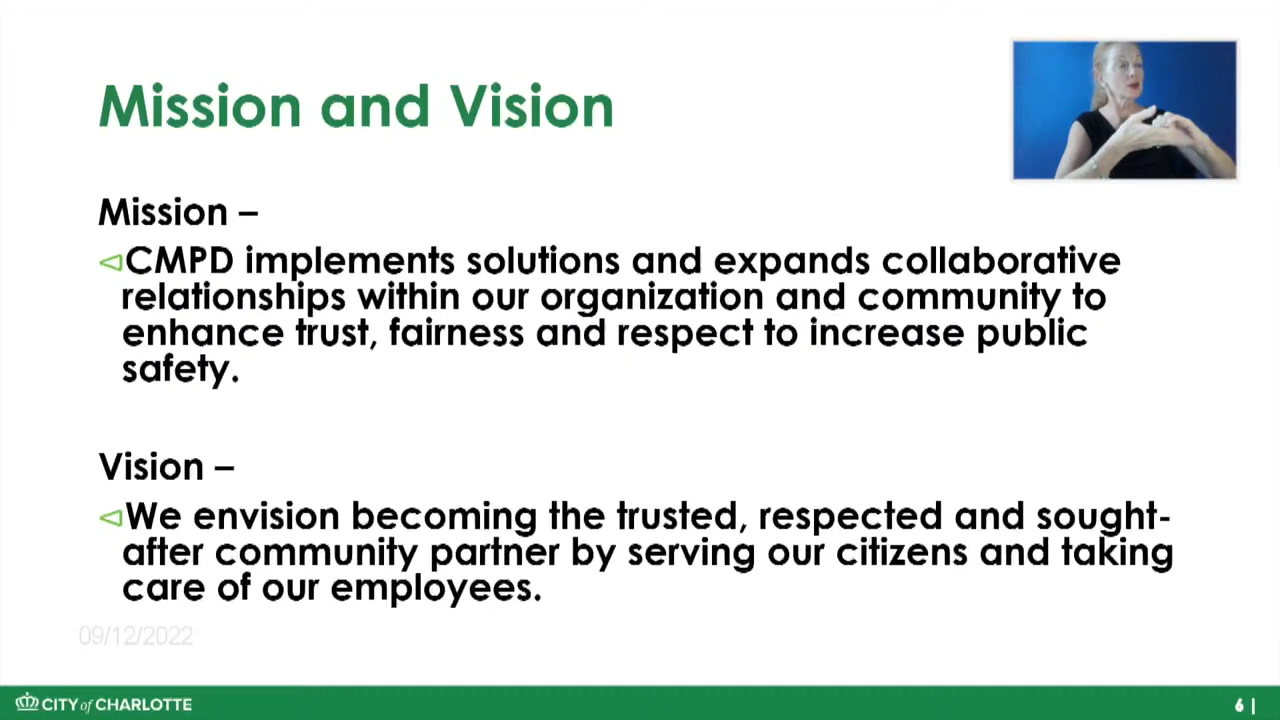 Mission and Vision
Mission –
CMPD implements solutions and expands collaborative
relationships within our organization and community to
enhance trust, fairness and respect to increase public
safety.
Vision –
We envision becoming the trusted, respected and sought-
after community partner by serving our citizens and taking
care of our employees.
09/12/2022
CITY of CHARLOTTE
6 |